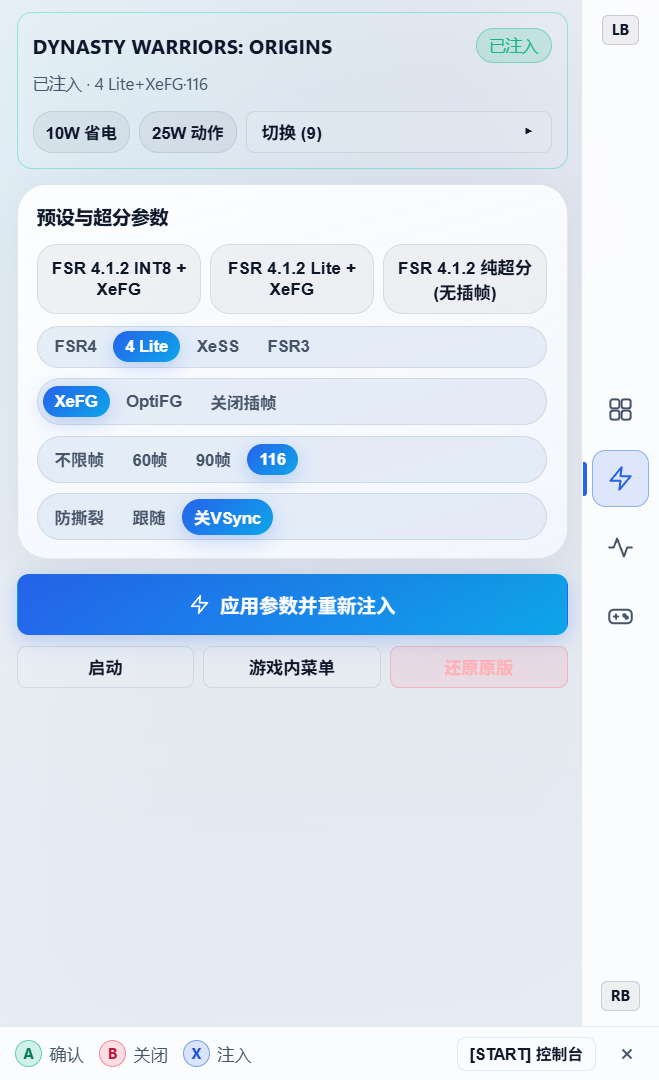 DYNASTY WARRIORS: ORIGINS
已注入
已注入 · 4 Lite+XeFG·116
10W 省电
25W 动作
切换 (9)
预设与超分参数
FSR 4.1.2 INT8 +
XeFG
FSR 4.1.2 Lite +
XeFG
FSR 4.1.2 纯超分
(无插帧)
FSR4 4 Lite XeSS FSR3
XeFG OptiFG 关闭插帧
不限帧 60帧 90帧 116
防撕裂 跟随 关VSync
应用参数并重新注入
启动
游戏内菜单
还原原版
LB
RB
A 确认 B 关闭 X 注入
[START] 控制台